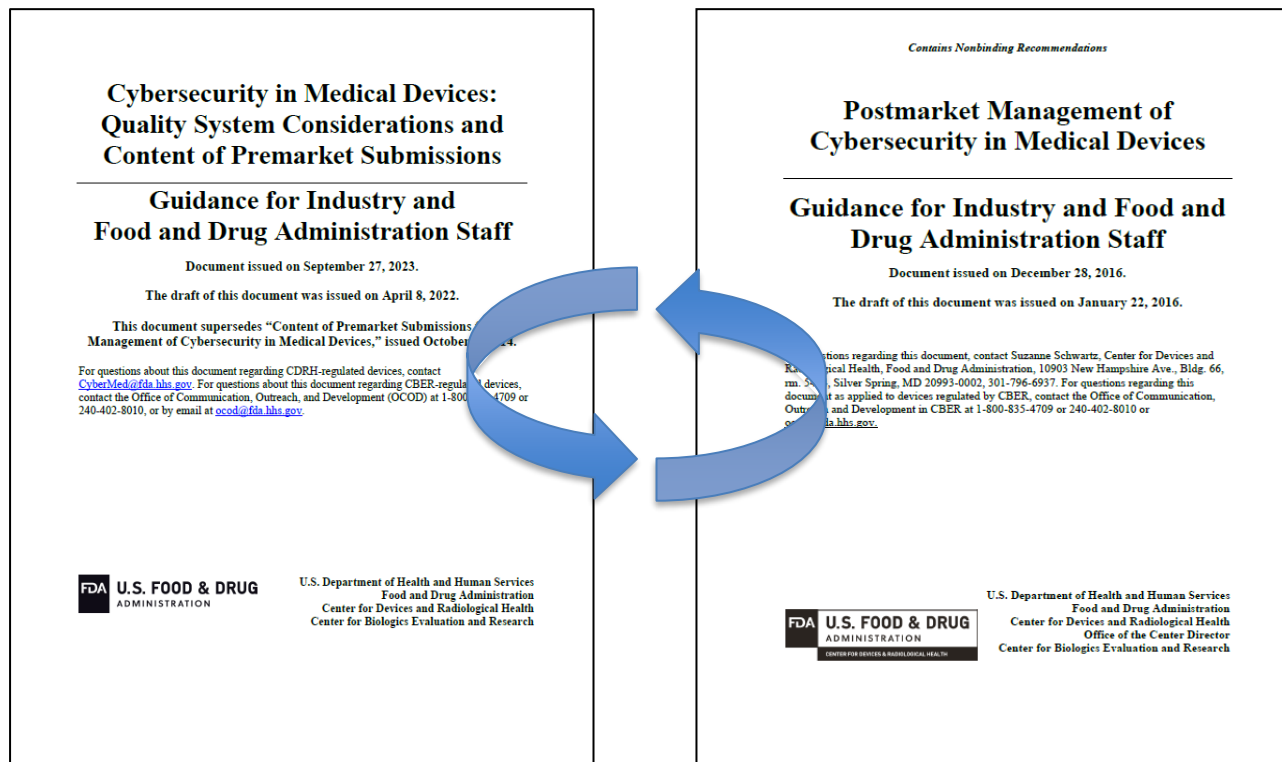 Cybersecurity in Medical Devices:
Quality System Considerations and
Content of Premarket Submissions
Guidance for Industry and
Food and Drug Administration Staff
Document issued on September 27, 2023.
The draft of this document was issued on April 8, 2022.
This document supersedes “Content of Premarket Submissions
Management of Cybersecurity in Medical Devices,” issued October
For questions about this document regarding CDRH-regulated devices, contact
CyberMed@fda.hhs.gov. For questions about this document regarding CBER-regulated devices,
contact the Office of Communication, Outreach, and Development (OCOD) at 1-800 4709 or
240-402-8010, or by email at ocod@fda.hhs.gov.
FDA U.S. FOOD & DRUG
ADMINISTRATION
U.S. Department of Health and Human Services
Food and Drug Administration
Center for Devices and Radiological Health
Center for Biologics Evaluation and Research
Contains Nonbinding Recommendations
Postmarket Management of
Cybersecurity in Medical Devices
Guidance for Industry and Food and
Drug Administration Staff
Document issued on December 28, 2016.
The draft of this document was issued on January 22, 2016.
regarding this document, contact Suzanne Schwartz, Center for Devices and
Health, Food and Drug Administration, 10903 New Hampshire Ave., Bldg. 66,
rm. Silver Spring, MD 20993-0002, 301-796-6937. For questions regarding this
as applied to devices regulated by CBER, contact the Office of Communication,
and Development in CBER at 1-800-835-4709 or 240-402-8010 or
.hhs.gov.
FDA U.S. FOOD & DRUG
ADMINISTRATION
CENTER FOR DEVICES & RADIOLOGICAL HEALTH
U.S. Department of Health and Human Services
Food and Drug Administration
Center for Devices and Radiological Health
Office of the Center Director
Center for Biologics Evaluation and Research